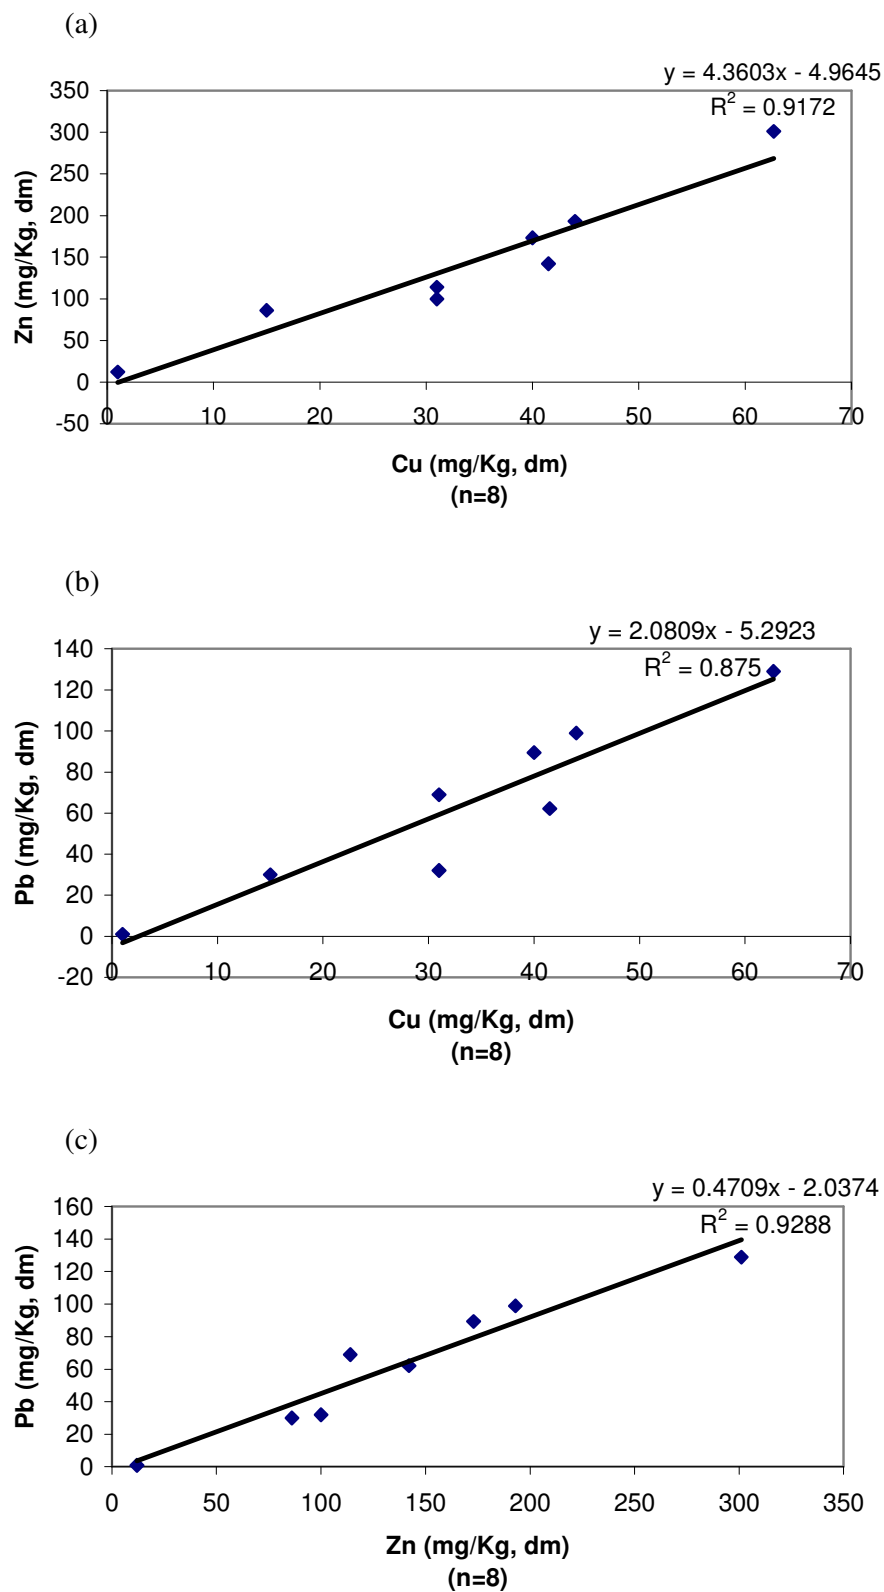 (a)
y = 4.3603x - 4.9645
R² = 0.9172
350
300
250
200
150
100
50
0
-50
0 10 20 30 40 50 60 70
Zn (mg/Kg, dm)
Cu (mg/Kg, dm)
(n=8)
(b)
y = 2.0809x - 5.2923
R² = 0.875
140
120
100
80
60
40
20
0
-20
0 10 20 30 40 50 60 70
Pb (mg/Kg, dm)
Cu (mg/Kg, dm)
(n=8)
(c)
y = 0.4709x - 2.0374
R² = 0.9288
160
140
120
100
80
60
40
20
0
0 50 100 150 200 250 300 350
Pb (mg/Kg, dm)
Zn (mg/Kg, dm)
(n=8)